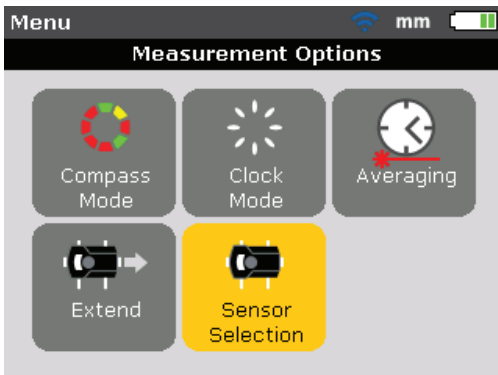 Menu
mm
Measurement Options
Compass
Mode
Clock
Mode
Averaging
Extend
Sensor
Selection